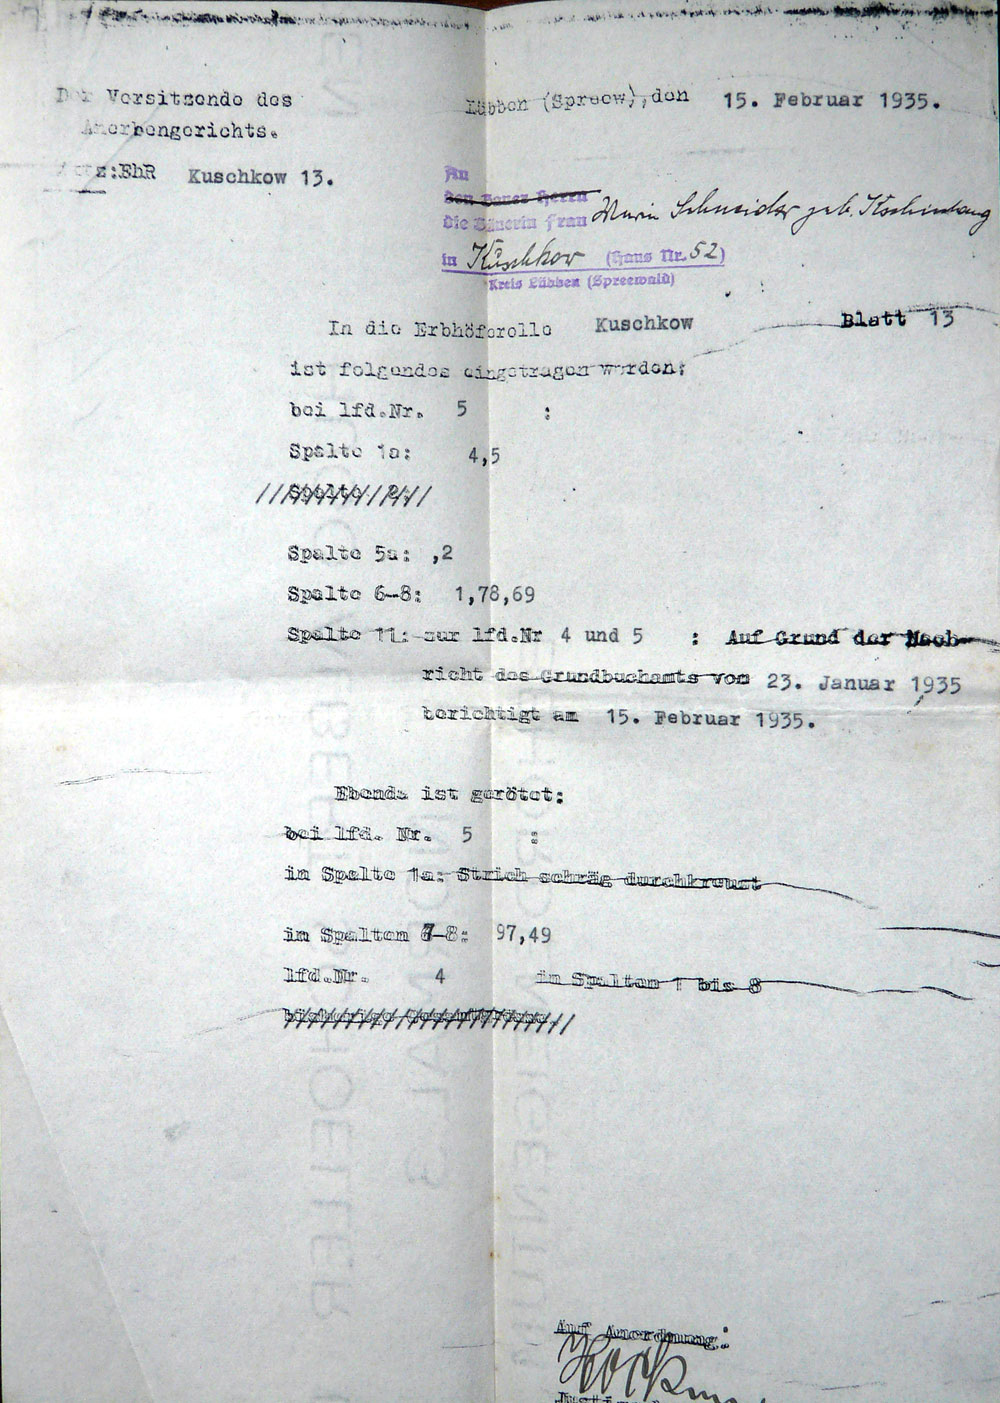 Der Vorsitzende des
Anerbengerichts.
Lübben (Spreew), den 15. Februar 1935.
Akz:EhR Kuschkow 13.
An
den Bauer Herrn
die Bäuerin Frau Marie Schneider geb.
in Kuschkow (Haus Nr. 52)
Kreis Lübben (Spreewald)
In die Erbhöferolle Kuschkow Blatt 13
ist folgendes eingetragen worden:
bei lfd.Nr. 5 :
Spalte 1a: 4,5
Spalte 2:
Spalte 5a: ,2
Spalte 6-8: 1,78,69
Spalte 11: zur lfd.Nr 4 und 5 : Auf Grund der Nach-
richt des Grundbuchamts vom 23. Januar 1935
berichtigt am 15. Februar 1935.
Ebenda ist gerötet:
bei lfd. Nr. 5 :
in Spalte 1a: Strich schräg durchkreuzt
in Spalten 7-8: 97,49
lfd.Nr. 4 in Spalten 1 bis 8
bisherige
Auf Anordnung: